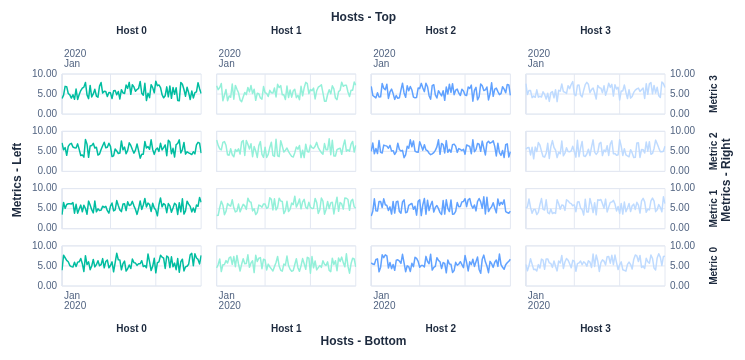 Hosts - Top
Host 0 Host 1 Host 2 Host 3
2020 2020 2020 2020
Jan Jan Jan Jan
10.00 10.00
5.00 5.00
0.00 0.00
Metric 3
10.00 10.00
5.00 5.00
0.00 0.00
Metric 2
Metrics - Left
Metrics - Right
10.00 10.00
5.00 5.00
0.00 0.00
Metric 1
10.00 10.00
5.00 5.00
0.00 0.00
Metric 0
Jan Jan Jan Jan
2020 2020 2020 2020
Host 0 Host 1 Host 2 Host 3
Hosts - Bottom